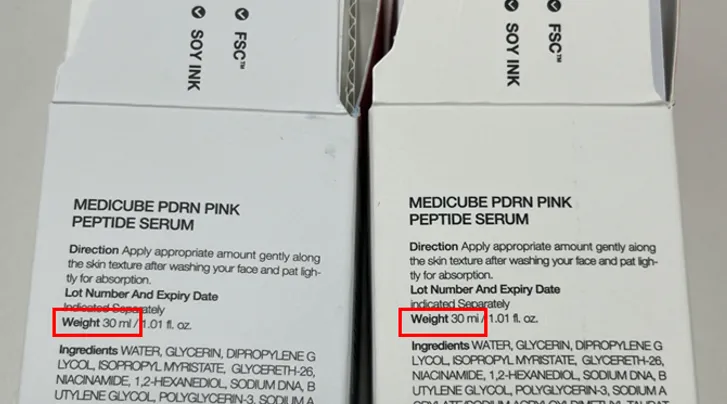 FSC™
SOY INK
MEDICUBE PDRN PINK
PEPTIDE SERUM
Direction Apply appropriate amount gently along
the skin texture after washing your face and pat ligh-
tly for absorption.
Lot Number And Expiry Date
Indicated Separately
Weight 30 ml / 1.01 fl. oz.
Ingredients WATER, GLYCERIN, DIPROPYLENE G
LYCOL, ISOPROPYL MYRISTATE, GLYCERETH-26,
NIACINAMIDE, 1,2-HEXANEDIOL, SODIUM DNA, B
UTYLENE GLYCOL, POLYGLYCERIN-3, SODIUM A
FSC™
SOY INK
MEDICUBE PDRN PINK
PEPTIDE SERUM
Direction Apply appropriate amount gently along
the skin texture after washing your face and pat ligh-
tly for absorption.
Lot Number And Expiry Date
indicated Separately
Weight 30 ml / 1.01 fl. oz.
Ingredients WATER, GLYCERIN, DIPROPYLENE G
LYCOL, ISOPROPYL MYRISTATE, GLYCERETH-26,
NIACINAMIDE, 1,2-HEXANEDIOL, SODIUM DNA, B
UTYLENE GLYCOL, POLYGLYCERIN-3, SODIUM A